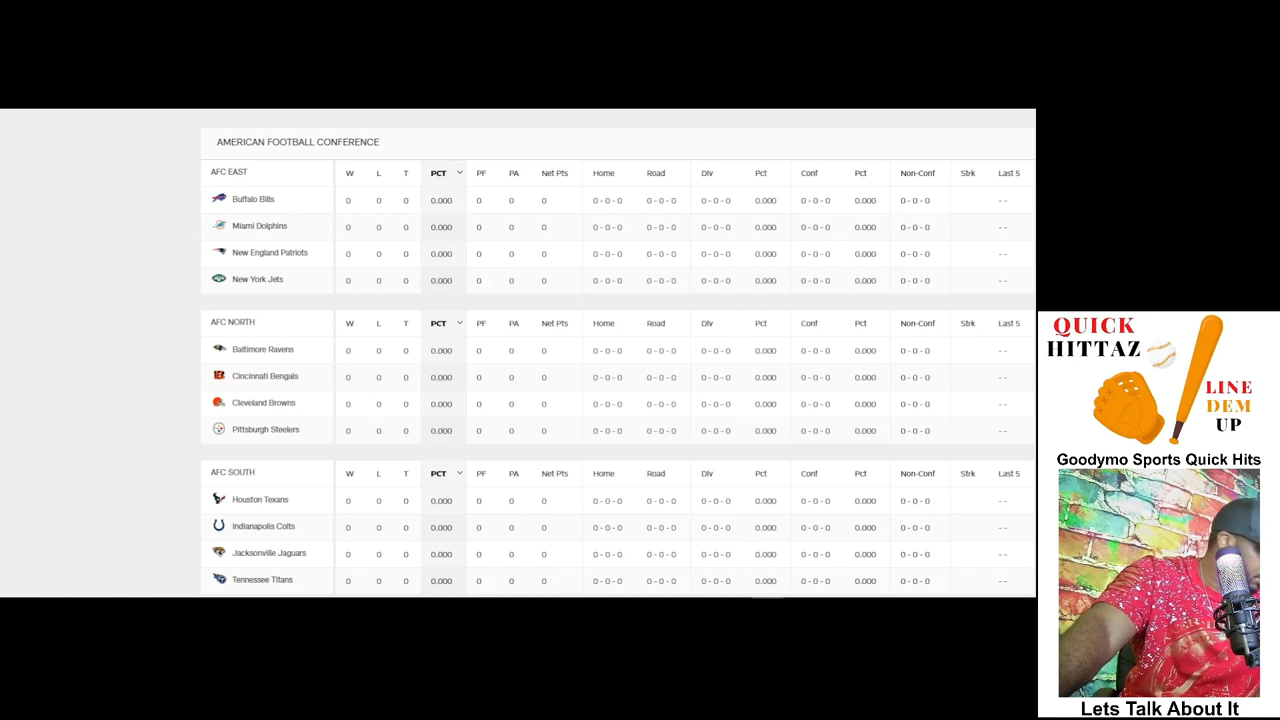 AMERICAN FOOTBALL CONFERENCE
AFC EAST W L T PCT PF PA Net Pts Home Road Div Pct Conf Pct Non-Conf Strk Last 5
Buffalo Bills 0 0 0 0.000 0 0 0 0 - 0 - 0 0 - 0 - 0 0 - 0 - 0 0.000 0 - 0 - 0 0.000 0 - 0 - 0 - -
Miami Dolphins 0 0 0 0.000 0 0 0 0 - 0 - 0 0 - 0 - 0 0 - 0 - 0 0.000 0 - 0 - 0 0.000 0 - 0 - 0 - -
New England Patriots 0 0 0 0.000 0 0 0 0 - 0 - 0 0 - 0 - 0 0 - 0 - 0 0.000 0 - 0 - 0 0.000 0 - 0 - 0 - -
New York Jets 0 0 0 0.000 0 0 0 0 - 0 - 0 0 - 0 - 0 0 - 0 - 0 0.000 0 - 0 - 0 0.000 0 - 0 - 0 - -
AFC NORTH W L T PCT PF PA Net Pts Home Road Div Pct Conf Pct Non-Conf Strk Last 5
Baltimore Ravens 0 0 0 0.000 0 0 0 0 - 0 - 0 0 - 0 - 0 0 - 0 - 0 0.000 0 - 0 - 0 0.000 0 - 0 - 0 - -
Cincinnati Bengals 0 0 0 0.000 0 0 0 0 - 0 - 0 0 - 0 - 0 0 - 0 - 0 0.000 0 - 0 - 0 0.000 0 - 0 - 0 - -
Cleveland Browns 0 0 0 0.000 0 0 0 0 - 0 - 0 0 - 0 - 0 0 - 0 - 0 0.000 0 - 0 - 0 0.000 0 - 0 - 0 - -
Pittsburgh Steelers 0 0 0 0.000 0 0 0 0 - 0 - 0 0 - 0 - 0 0 - 0 - 0 0.000 0 - 0 - 0 0.000 0 - 0 - 0 - -
AFC SOUTH W L T PCT PF PA Net Pts Home Road Div Pct Conf Pct Non-Conf Strk Last 5
Houston Texans 0 0 0 0.000 0 0 0 0 - 0 - 0 0 - 0 - 0 0 - 0 - 0 0.000 0 - 0 - 0 0.000 0 - 0 - 0 - -
Indianapolis Colts 0 0 0 0.000 0 0 0 0 - 0 - 0 0 - 0 - 0 0 - 0 - 0 0.000 0 - 0 - 0 0.000 0 - 0 - 0 - -
Jacksonville Jaguars 0 0 0 0.000 0 0 0 0 - 0 - 0 0 - 0 - 0 0 - 0 - 0 0.000 0 - 0 - 0 0.000 0 - 0 - 0 - -
Tennessee Titans 0 0 0 0.000 0 0 0 0 - 0 - 0 0 - 0 - 0 0 - 0 - 0 0.000 0 - 0 - 0 0.000 0 - 0 - 0 - -
QUICK
HITTAZ
LINE
DEM
UP
Goodymo Sports Quick Hits
Lets Talk About It